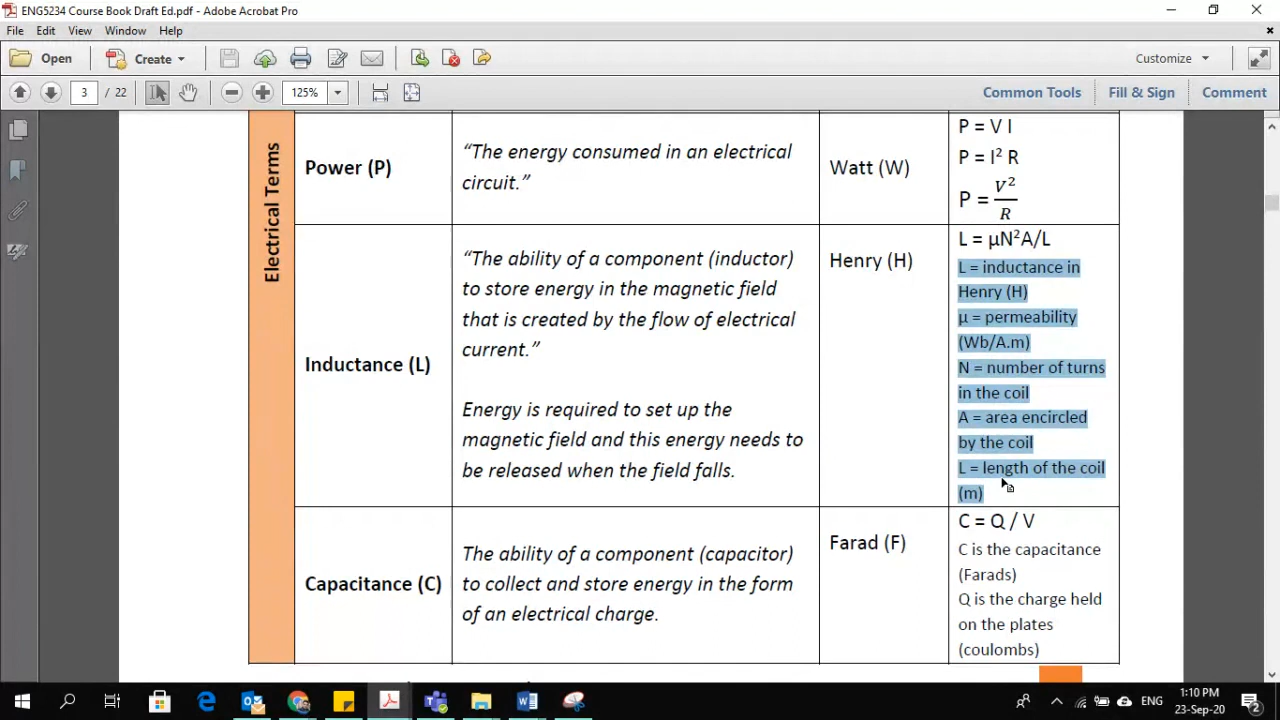 ENG5234 Course Book Draft Ed.pdf - Adobe Acrobat Pro
File Edit View Window Help
Open Create Customize
3 / 22 125% Common Tools Fill & Sign Comment
Electrical Terms
Power (P)
“The energy consumed in an electrical
circuit.”
Watt (W)
P = V I
P = I² R
P = V²/R
Inductance (L)
“The ability of a component (inductor)
to store energy in the magnetic field
that is created by the flow of electrical
current.”
Energy is required to set up the
magnetic field and this energy needs to
be released when the field falls.
Henry (H)
L = µN²A/L
L = inductance in
Henry (H)
µ = permeability
(Wb/A.m)
N = number of turns
in the coil
A = area encircled
by the coil
L = length of the coil
(m)
Capacitance (C)
The ability of a component (capacitor)
to collect and store energy in the form
of an electrical charge.
Farad (F)
C = Q / V
C is the capacitance
(Farads)
Q is the charge held
on the plates
(coulombs)
ENG 1:10 PM
23-Sep-20
2